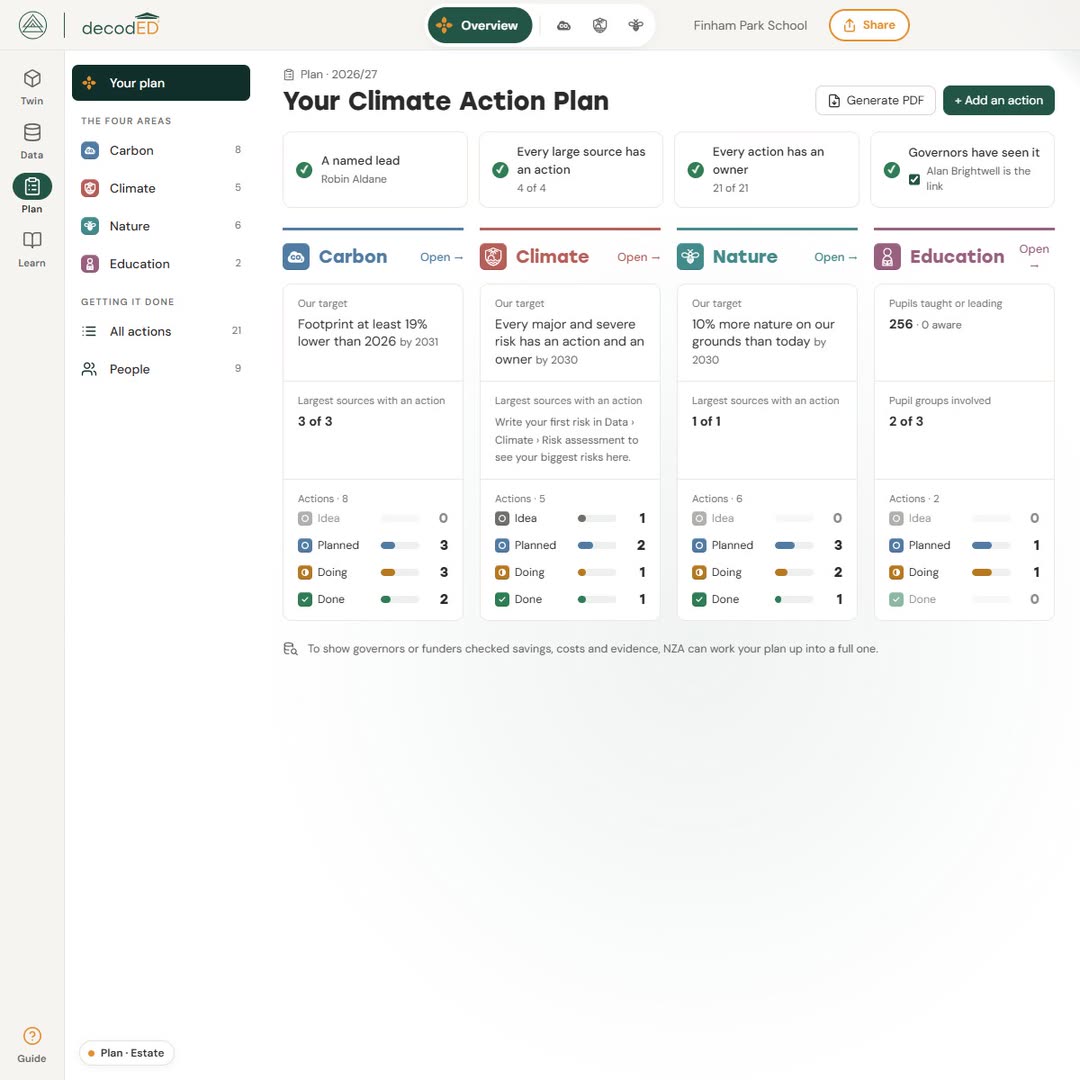 decodED
Overview
Finham Park School
Share
Twin
Data
Plan
Learn
Guide
Your plan
THE FOUR AREAS
Carbon 8
Climate 5
Nature 6
Education 2
GETTING IT DONE
All actions 21
People 9
Plan · Estate
Plan · 2026/27
Your Climate Action Plan
Generate PDF
+ Add an action
A named lead
Robin Aldane
Every large source has
an action
4 of 4
Every action has an
owner
21 of 21
Governors have seen it
Alan Brightwell is the
link
Carbon Open →
Our target
Footprint at least 19%
lower than 2026 by 2031
Largest sources with an action
3 of 3
Actions · 8
Idea 0
Planned 3
Doing 3
Done 2
Climate Open →
Our target
Every major and severe
risk has an action and an
owner by 2030
Largest sources with an action
Write your first risk in Data ›
Climate › Risk assessment to
see your biggest risks here.
Actions · 5
Idea 1
Planned 2
Doing 1
Done 1
Nature Open →
Our target
10% more nature on our
grounds than today by
2030
Largest sources with an action
1 of 1
Actions · 6
Idea 0
Planned 3
Doing 2
Done 1
Education Open
→
Pupils taught or leading
256 · 0 aware
Pupil groups involved
2 of 3
Actions · 2
Idea 0
Planned 1
Doing 1
Done 0
To show governors or funders checked savings, costs and evidence, NZA can work your plan up into a full one.